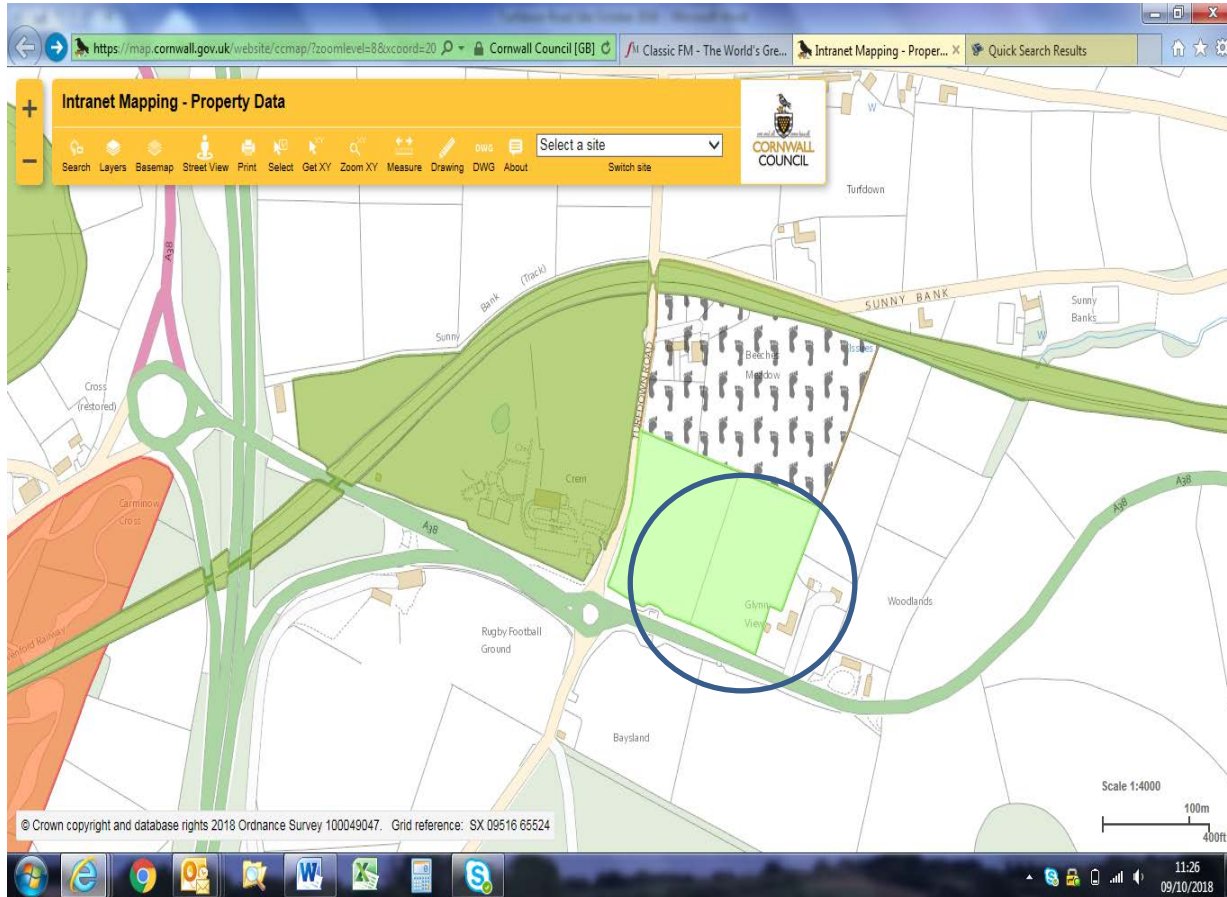 https://map.cornwall.gov.uk/website/ccmap/?zoomlevel=8&xcoord=20
Cornwall Council [GB]
Classic FM - The World's Gre...
Intranet Mapping - Proper...
Quick Search Results
Intranet Mapping - Property Data
Search Layers Basemap Street View Print Select Get XY Zoom XY Measure Drawing DWG About
Select a site
Switch site
CORNWALL
COUNCIL
W
Turfdown
A38
Bank (Track)
Sunny
SUNNY BANK
Sunny
Banks
W
Issues
Beeches
Meadow
TURFDOWN ROAD
Cross
(restored)
Crem
Carminow
Cross
A38
A38
A38
Glynn
View
Woodlands
Rugby Football
Ground
Baysland
Scale 1:4000
100m
400ft
© Crown copyright and database rights 2018 Ordnance Survey 100049047. Grid reference: SX 09516 65524
11:26
09/10/2018